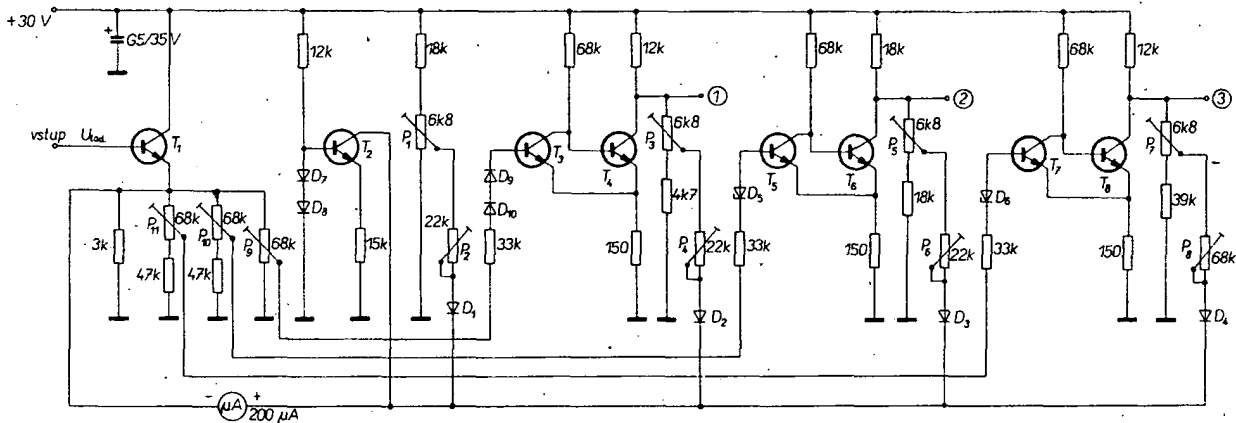 +30 V
+ G5/35 V
12k
18k
68k
12k
68k
18k
68k
12k
1
2
3
vstup U lad.
T1
T2
P1
6k8
T3
T4
P3
6k8
T5
T6
P5
6k8
T7
T8
P7
6k8
-
D7
D8
D9
D10
D5
D6
3k
P11
68k
P10
68k
P9
68k
47k
47k
15k
22k
P2
33k
150
4k7
P4
22k
33k
150
18k
P6
22k
33k
150
39k
P8
68k
D1
D2
D3
D4
- µA +
200 µA